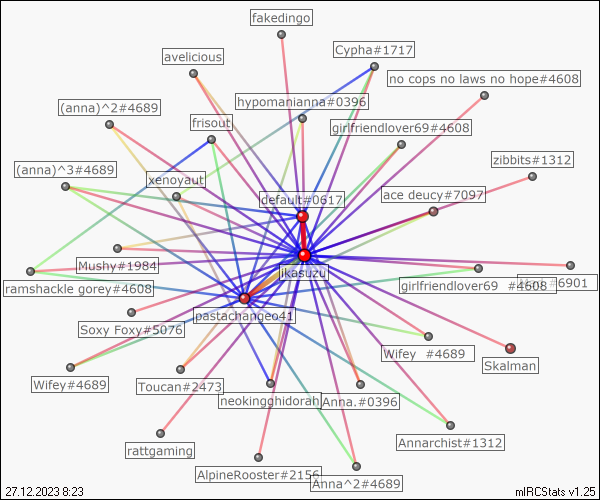 fakedingo
avelicious
Cypha#1717
no cops no laws no hope#4608
hypomanianna#0396
(anna)^2#4689
frisout
girlfriendlover69#4608
zibbits#1312
(anna)^3#4689
xenoyaut
default#0617
ace deucy#7097
Mushy#1984
jkasuzu
ramshackle gorey#4608
girlfriendlover69 #4608
#6901
pastachangeo41
Soxy Foxy#5076
Wifey #4689
Skalman
Wifey#4689
Toucan#2473
neokingghidorah
Anna.#0396
rattgaming
Annarchist#1312
AlpineRooster#2156
Anna^2#4689
27.12.2023 8:23
mIRCStats v1.25